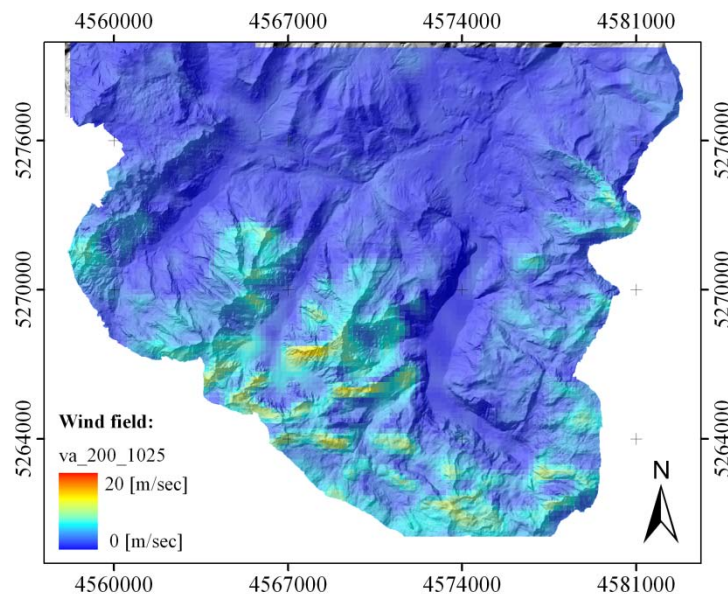 4560000 4567000 4574000 4581000
5276000 5276000
5270000 5270000
5264000 5264000
Wind field:
va_200_1025
20 [m/sec]
0 [m/sec]
N
4560000 4567000 4574000 4581000